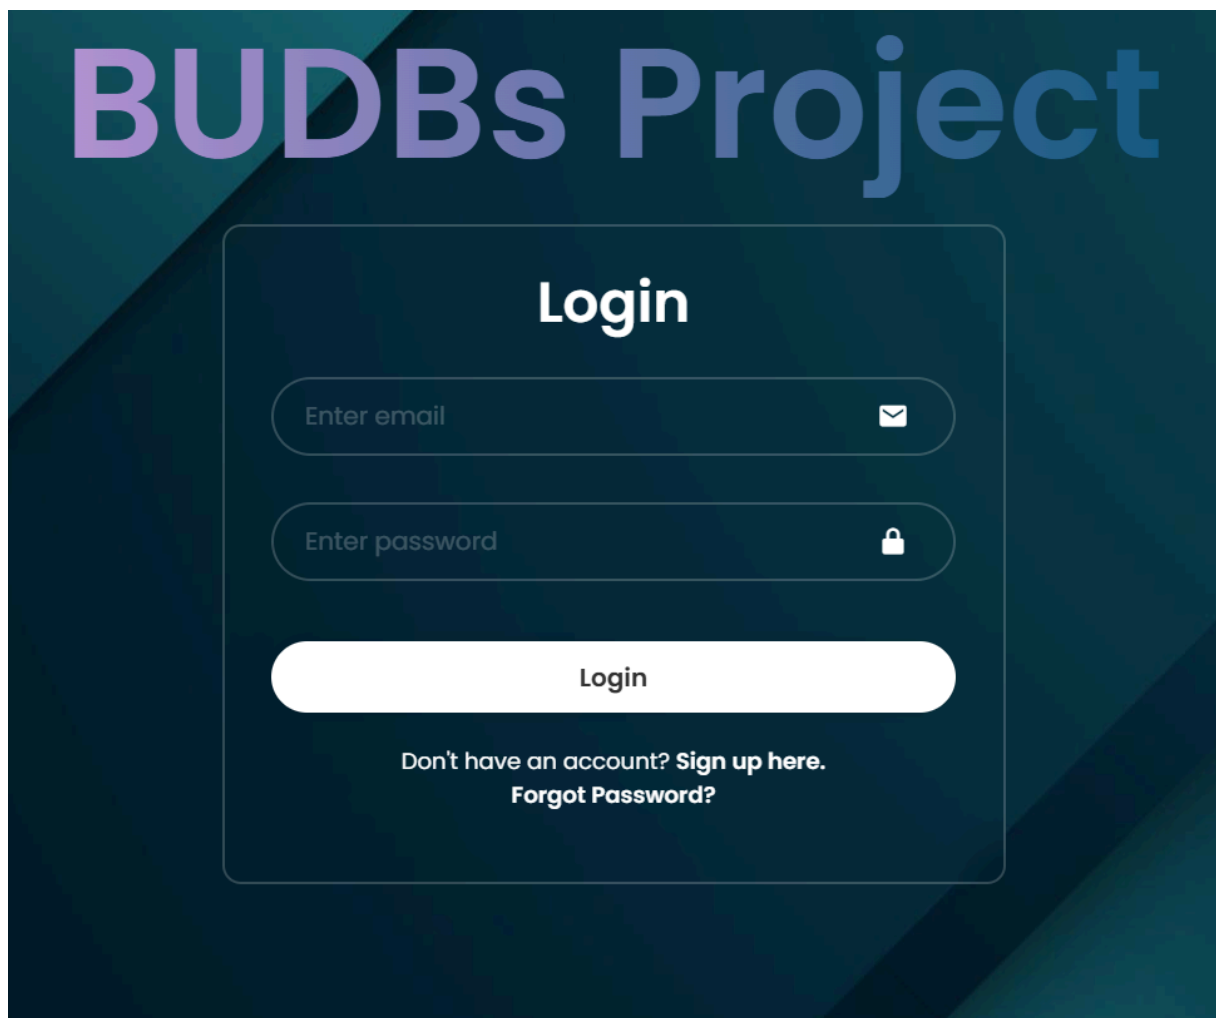 BUDBs Project
Login
Enter email
Enter password
Login
Don't have an account? Sign up here.
Forgot Password?